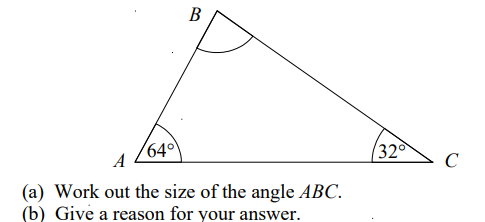 B
64°
32°
A
C
(a) Work out the size of the angle ABC.
(b) Give a reason for your answer.